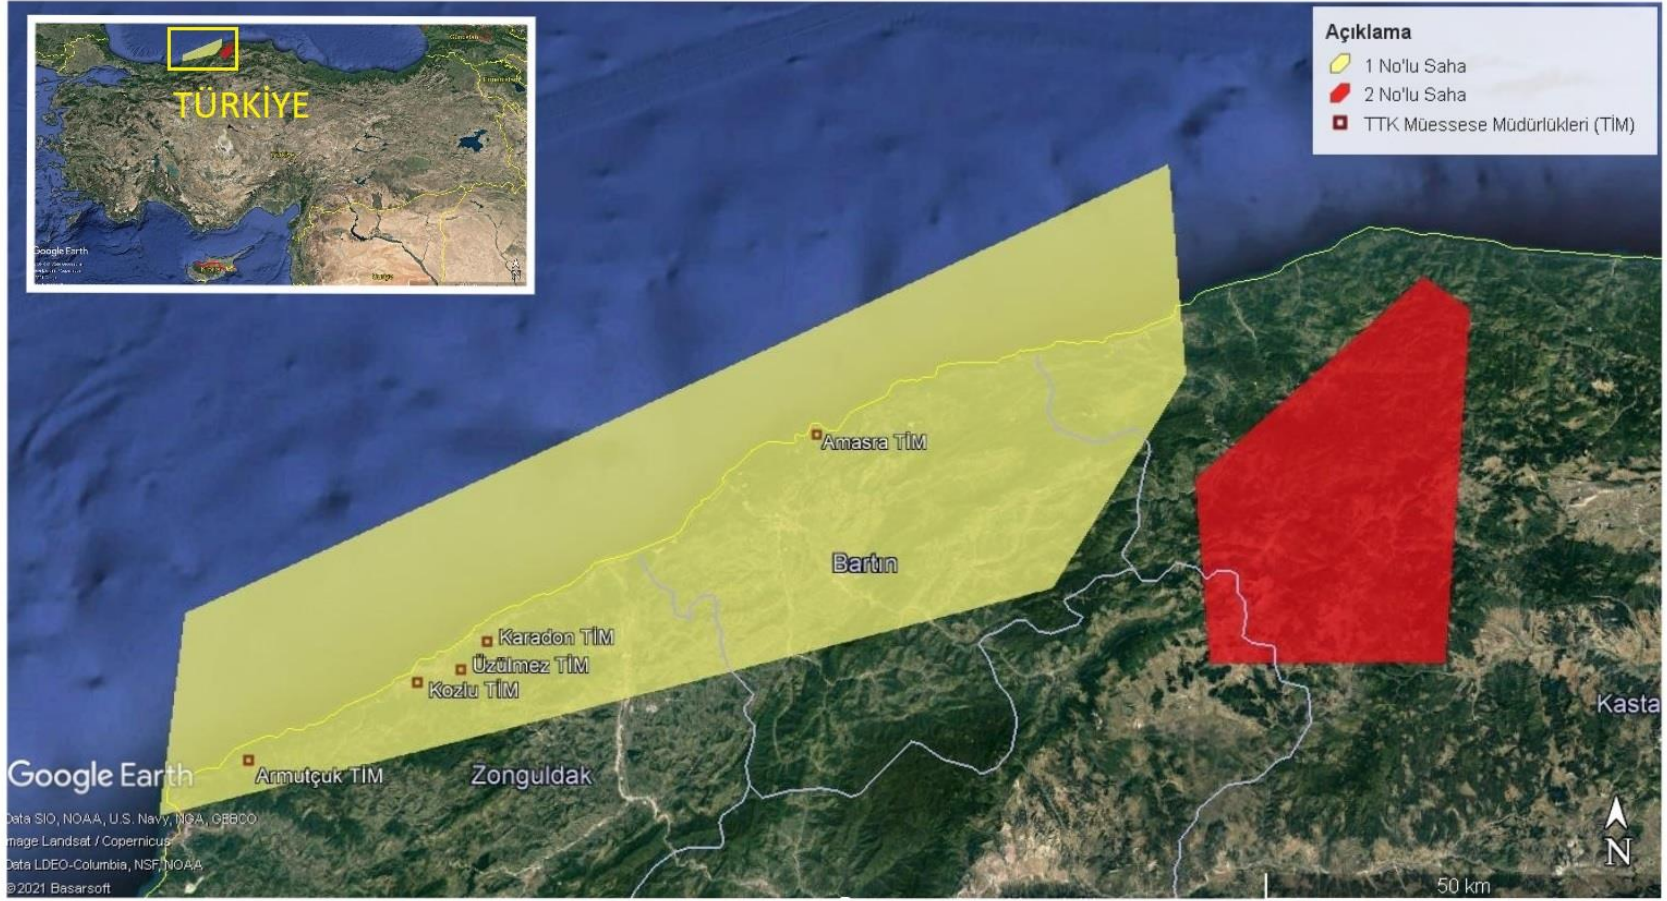 TÜRKİYE
Google Earth
Açıklama
1 No'lu Saha
2 No'lu Saha
TTK Müessese Müdürlükleri (TİM)
Amasra TİM
Bartın
Karadon TİM
Üzülmez TİM
Kozlu TİM
Armutçuk TİM
Zonguldak
Kasta
Google Earth
Data SIO, NOAA, U.S. Navy, NGA, GEBCO
mage Landsat / Copernicus
Data LDEO-Columbia, NSF, NOAA
©2021 Basarsoft
N
50 km